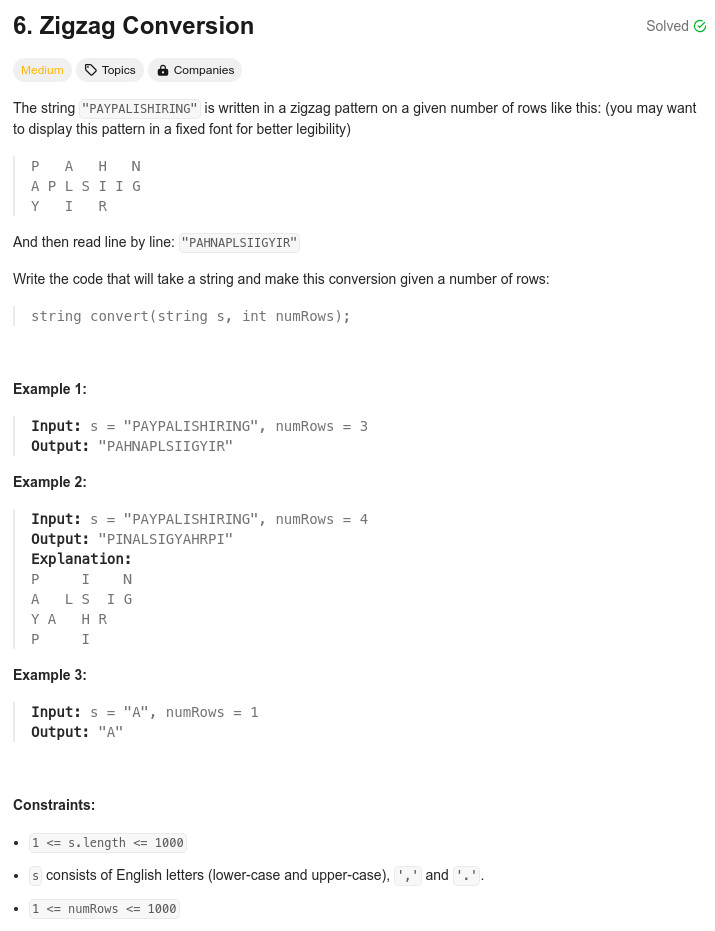 6. Zigzag Conversion
Solved
Medium Topics Companies
The string "PAYPALISHIRING" is written in a zigzag pattern on a given number of rows like this: (you may want
to display this pattern in a fixed font for better legibility)
P   A   H   N
A P L S I I G
Y   I   R
And then read line by line: "PAHNAPLSIIGYIR"
Write the code that will take a string and make this conversion given a number of rows:
string convert(string s, int numRows);
Example 1:
Input: s = "PAYPALISHIRING", numRows = 3
Output: "PAHNAPLSIIGYIR"
Example 2:
Input: s = "PAYPALISHIRING", numRows = 4
Output: "PINALSIGYAHRPI"
Explanation:
P     I    N
A   L S  I G
Y A   H R
P     I
Example 3:
Input: s = "A", numRows = 1
Output: "A"
Constraints:
• 1 <= s.length <= 1000
• s consists of English letters (lower-case and upper-case), ',' and '.'.
• 1 <= numRows <= 1000